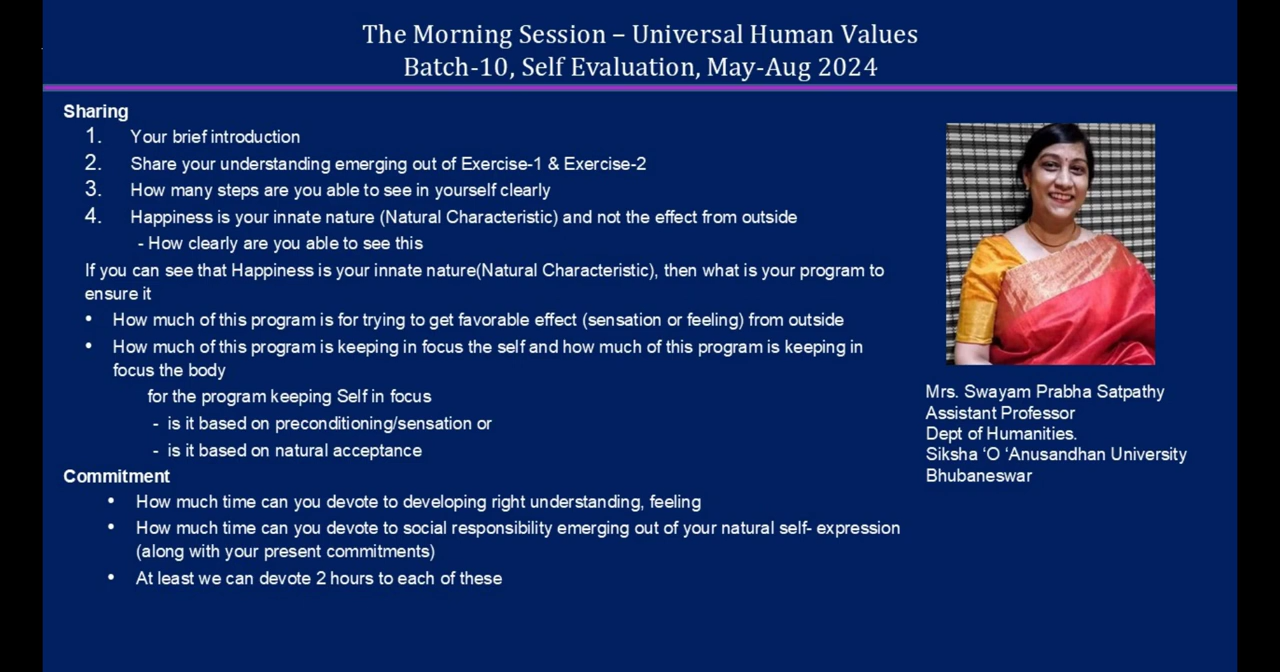 The Morning Session – Universal Human Values
Batch-10, Self Evaluation, May-Aug 2024
Sharing
1. Your brief introduction
2. Share your understanding emerging out of Exercise-1 & Exercise-2
3. How many steps are you able to see in yourself clearly
4. Happiness is your innate nature (Natural Characteristic) and not the effect from outside
- How clearly are you able to see this
If you can see that Happiness is your innate nature(Natural Characteristic), then what is your program to
ensure it
• How much of this program is for trying to get favorable effect (sensation or feeling) from outside
• How much of this program is keeping in focus the self and how much of this program is keeping in
focus the body
for the program keeping Self in focus
- is it based on preconditioning/sensation or
- is it based on natural acceptance
Commitment
• How much time can you devote to developing right understanding, feeling
• How much time can you devote to social responsibility emerging out of your natural self- expression
(along with your present commitments)
• At least we can devote 2 hours to each of these
Mrs. Swayam Prabha Satpathy
Assistant Professor
Dept of Humanities.
Siksha ‘O ‘Anusandhan University
Bhubaneswar